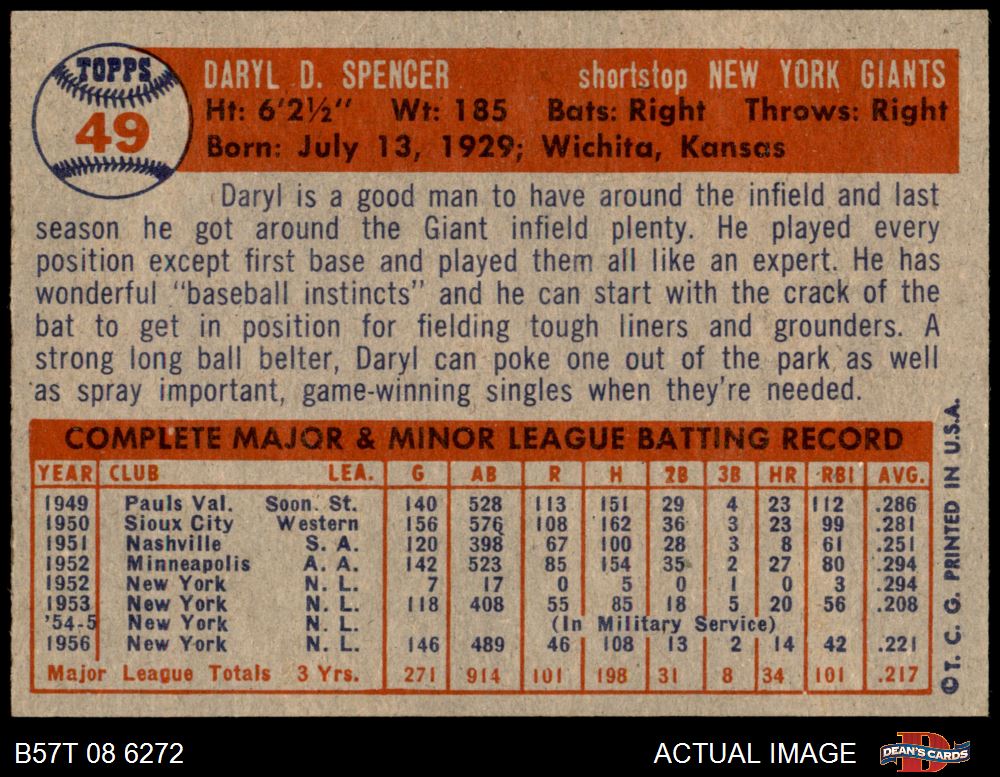 TOPPS
49
DARYL D. SPENCER shortstop NEW YORK GIANTS
Ht: 6'2½" Wt: 185 Bats: Right Throws: Right
Born: July 13, 1929; Wichita, Kansas
Daryl is a good man to have around the infield and last
season he got around the Giant infield plenty. He played every
position except first base and played them all like an expert. He has
wonderful "baseball instincts" and he can start with the crack of the
bat to get in position for fielding tough liners and grounders. A
strong long ball belter, Daryl can poke one out of the park as well
as spray important, game-winning singles when they're needed.
COMPLETE MAJOR & MINOR LEAGUE BATTING RECORD
YEAR CLUB LEA. G AB R H 2B 3B HR RBI AVG.
1949 Pauls Val. Soon. St. 140 528 113 151 29 4 23 112 .286
1950 Sioux City Western 156 576 108 162 36 3 23 99 .281
1951 Nashville S. A. 120 398 67 100 28 3 8 61 .251
1952 Minneapolis A. A. 142 523 85 154 35 2 27 80 .294
1952 New York N. L. 7 17 0 5 0 1 0 3 .294
1953 New York N. L. 118 408 55 85 18 5 20 56 .208
'54-5 New York N. L. (In Military Service)
1956 New York N. L. 146 489 46 108 13 2 14 42 .221
Major League Totals 3 Yrs. 271 914 101 198 31 8 34 101 .217
©T. C. G. PRINTED IN U.S.A.
B57T 08 6272 ACTUAL IMAGE DEAN'S CARDS